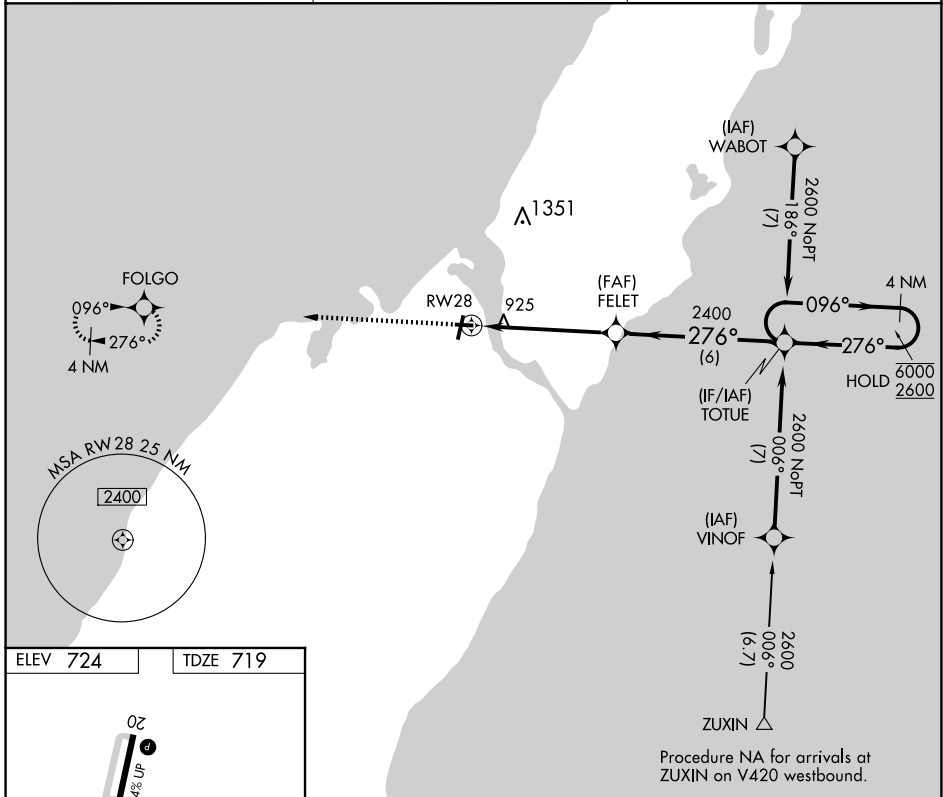 (IAF)
WABOT
2600 NoPT
186°
(7)
1351
FOLGO
096°
276°
4 NM
RW28
925
(FAF)
FELET
2400
276°
(6)
4 NM
096°
276°
HOLD
6000
2600
(IF/IAF)
TOTUE
2600 NoPT
006°
(7)
MSA RW28 25 NM
2400
(IAF)
VINOF
2600
006°
(6.7)
ZUXIN
Procedure NA for arrivals at
ZUXIN on V420 westbound.
ELEV 724
TDZE 719
20
P
4% UP